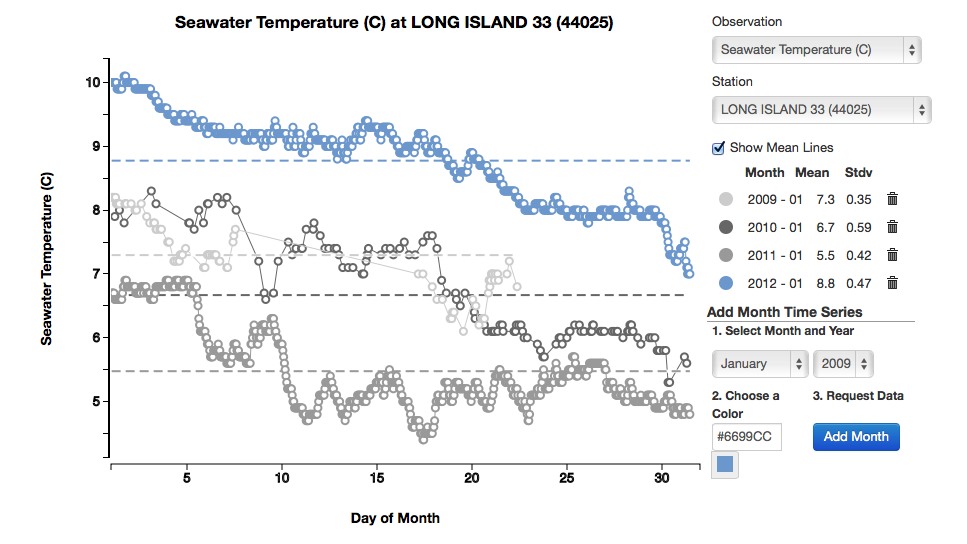 Seawater Temperature (C) at LONG ISLAND 33 (44025)
Seawater Temperature (C)
10
9
8
7
6
5
5
10
15
20
25
30
Day of Month
Observation
Seawater Temperature (C)
Station
LONG ISLAND 33 (44025)
Show Mean Lines
Month Mean Stdv
2009 - 01 7.3 0.35
2010 - 01 6.7 0.59
2011 - 01 5.5 0.42
2012 - 01 8.8 0.47
Add Month Time Series
1. Select Month and Year
January 2009
2. Choose a
Color
3. Request Data
#6699CC
Add Month